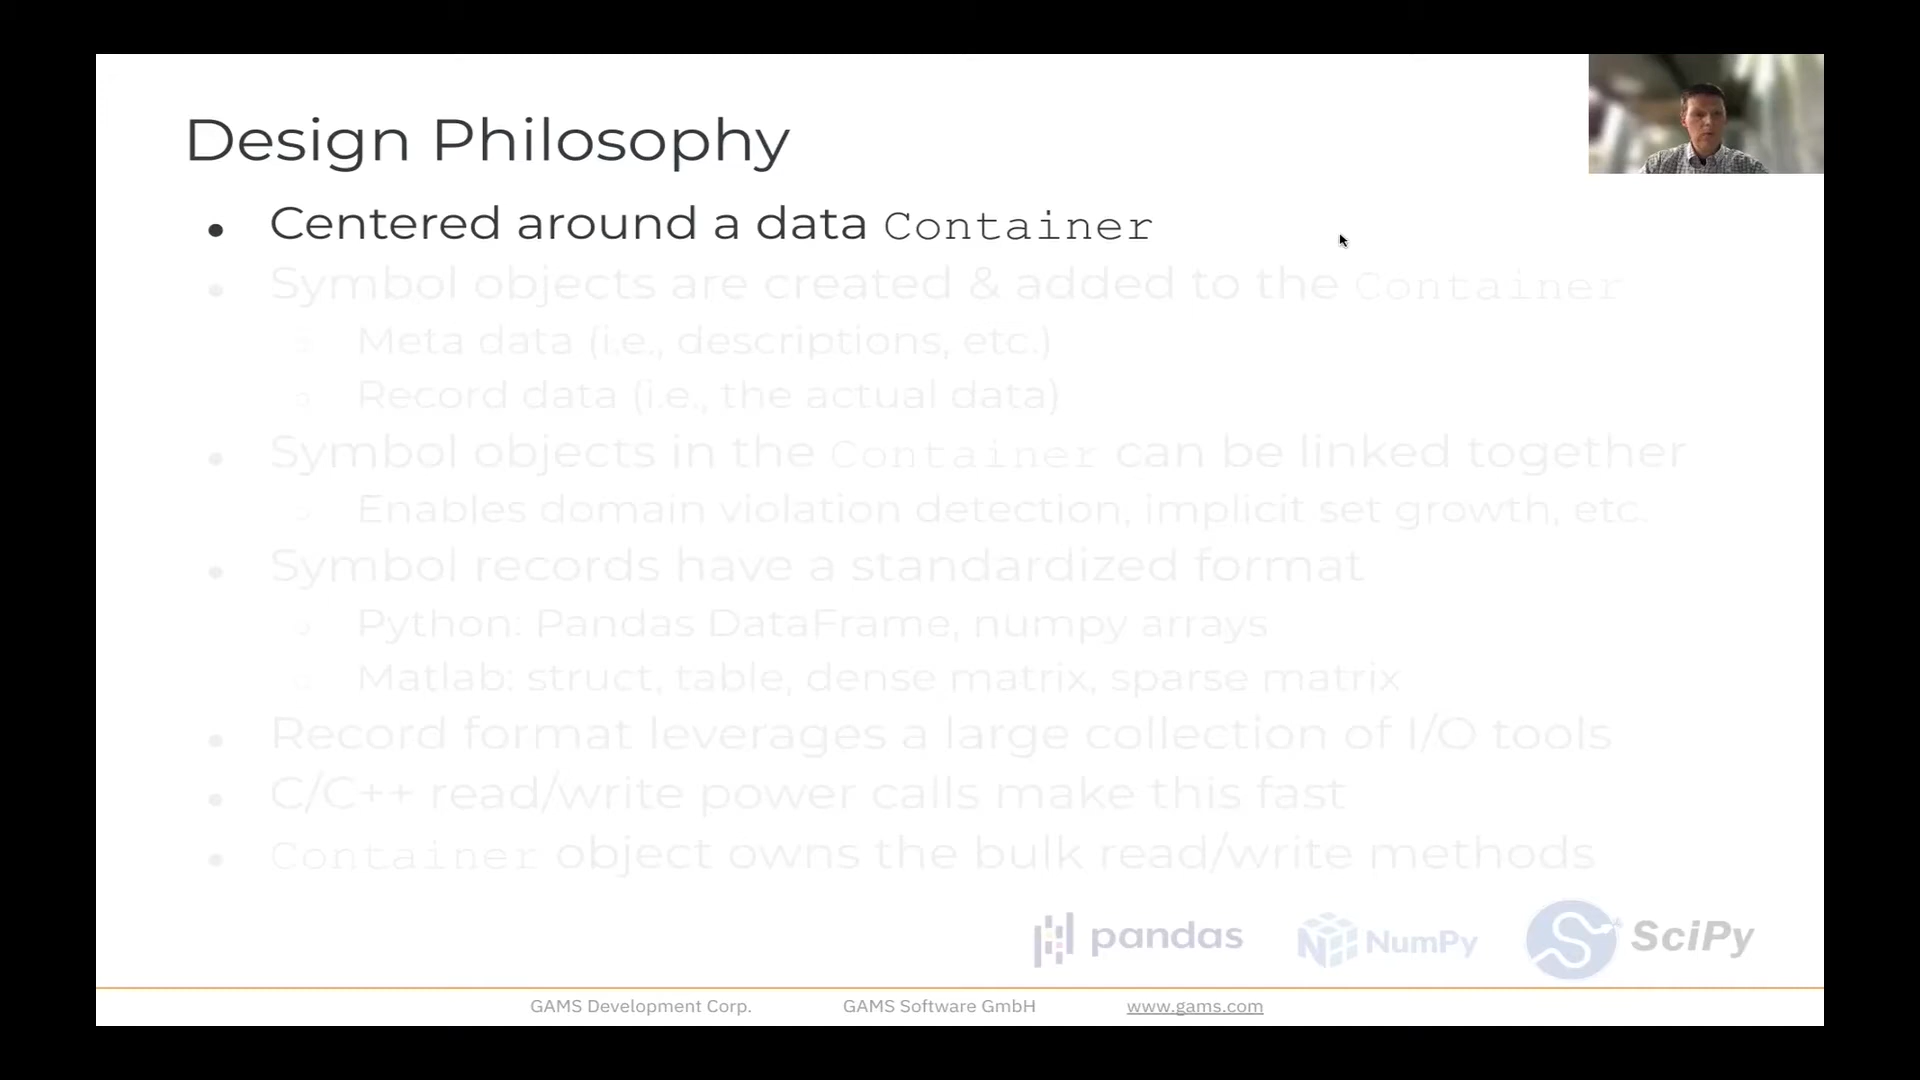 Design Philosophy
• Centered around a data Container
• Symbol objects are created & added to the Container
○ Meta data (i.e., descriptions, etc.)
○ Record data (i.e., the actual data)
• Symbol objects in the Container can be linked together
○ Enables domain violation detection, implicit set growth, etc.
• Symbol records have a standardized format
○ Python: Pandas DataFrame, numpy arrays
○ Matlab: struct, table, dense matrix, sparse matrix
• Record format leverages a large collection of I/O tools
• C/C++ read/write power calls make this fast
• Container object owns the bulk read/write methods
pandas NumPy SciPy
GAMS Development Corp. GAMS Software GmbH www.gams.com